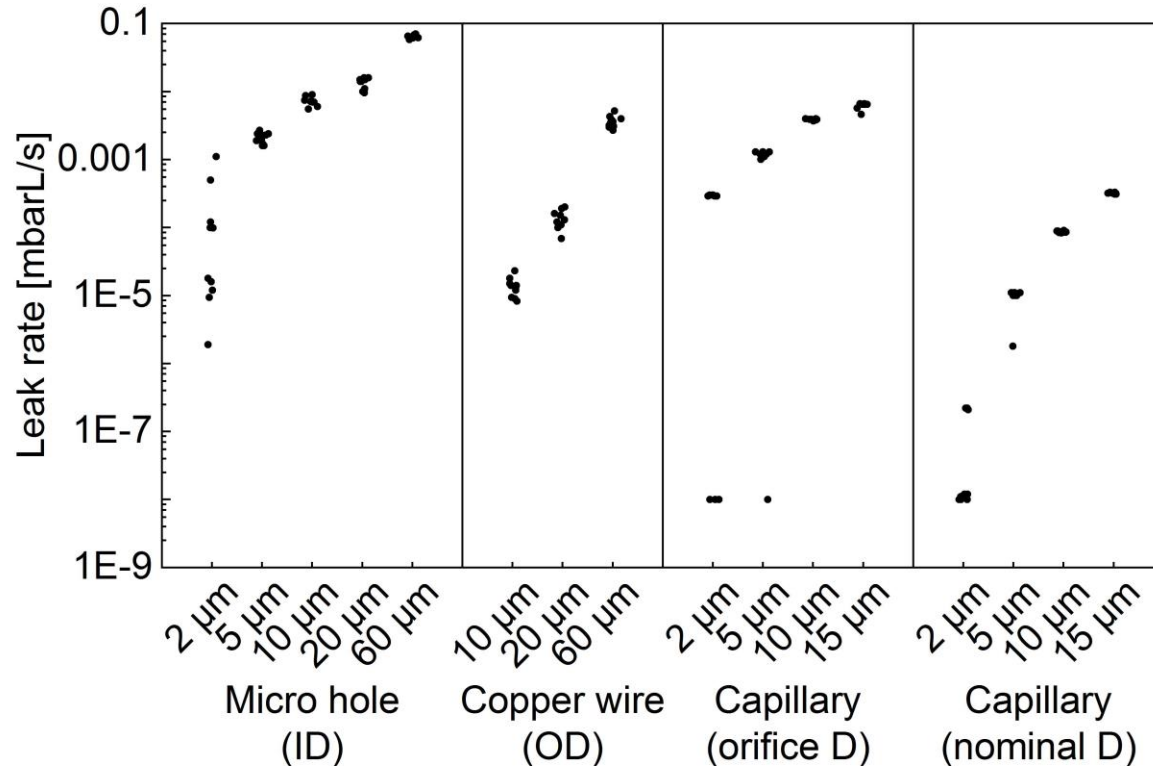 Leak rate [mbarL/s]
0.1
0.001
1E-5
1E-7
1E-9
2 µm 5 µm 10 µm 20 µm 60 µm 10 µm 20 µm 60 µm 2 µm 5 µm 10 µm 15 µm 2 µm 5 µm 10 µm 15 µm
Micro hole Copper wire Capillary Capillary
(ID) (OD) (orifice D) (nominal D)